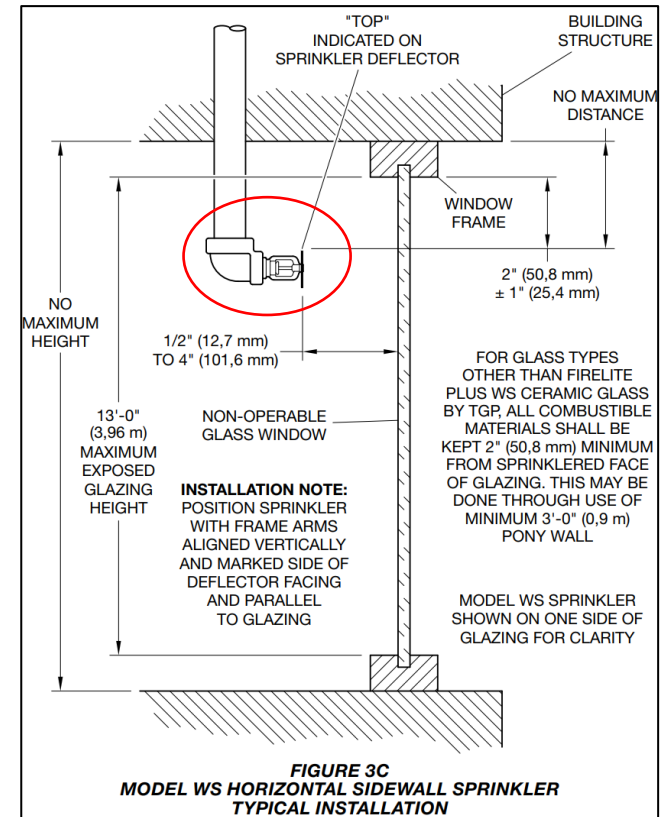 "TOP"
INDICATED ON
SPRINKLER DEFLECTOR
BUILDING
STRUCTURE
NO MAXIMUM
DISTANCE
WINDOW
FRAME
2" (50,8 mm)
± 1" (25,4 mm)
NO
MAXIMUM
HEIGHT
1/2" (12,7 mm)
TO 4" (101,6 mm)
13'-0"
(3,96 m)
MAXIMUM
EXPOSED
GLAZING
HEIGHT
NON-OPERABLE
GLASS WINDOW
INSTALLATION NOTE:
POSITION SPRINKLER
WITH FRAME ARMS
ALIGNED VERTICALLY
AND MARKED SIDE OF
DEFLECTOR FACING
AND PARALLEL
TO GLAZING
FOR GLASS TYPES
OTHER THAN FIRELITE
PLUS WS CERAMIC GLASS
BY TGP, ALL COMBUSTIBLE
MATERIALS SHALL BE
KEPT 2" (50,8 mm) MINIMUM
FROM SPRINKLERED FACE
OF GLAZING. THIS MAY BE
DONE THROUGH USE OF
MINIMUM 3'-0" (0,9 m)
PONY WALL
MODEL WS SPRINKLER
SHOWN ON ONE SIDE OF
GLAZING FOR CLARITY
FIGURE 3C
MODEL WS HORIZONTAL SIDEWALL SPRINKLER
TYPICAL INSTALLATION